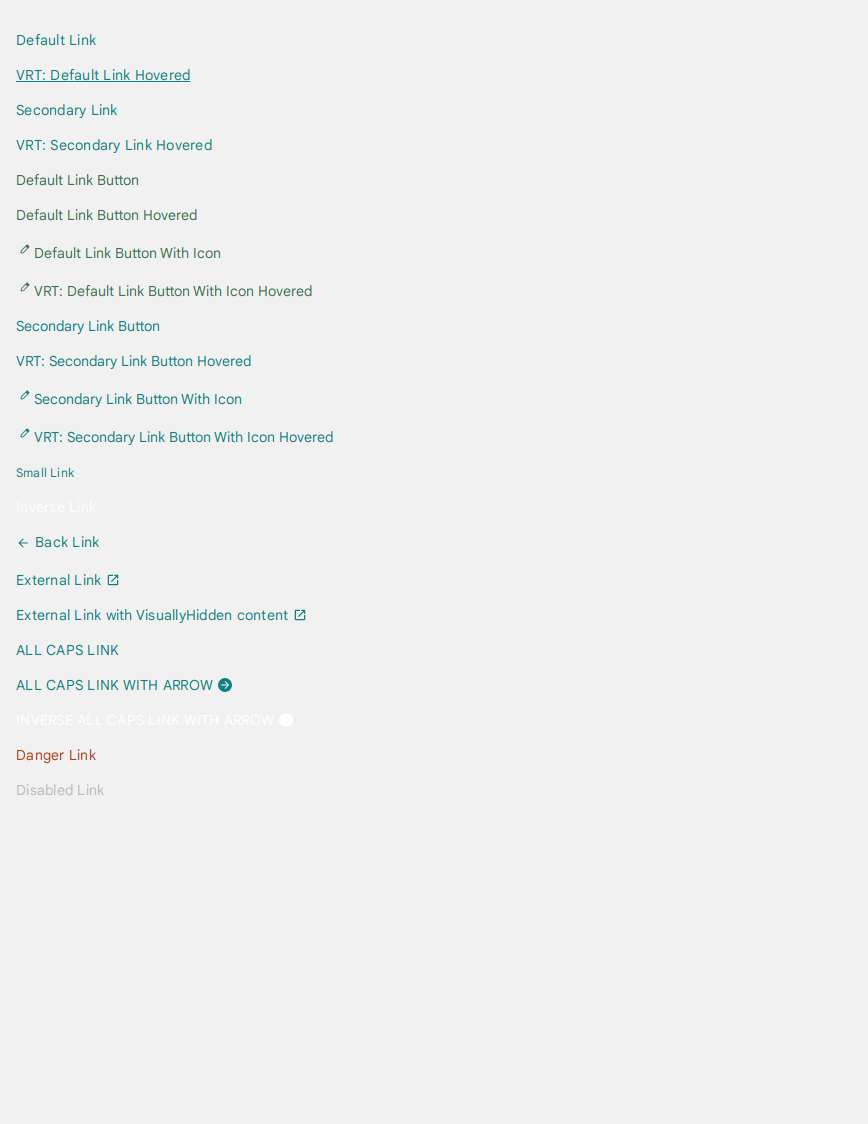 Default Link
VRT: Default Link Hovered
Secondary Link
VRT: Secondary Link Hovered
Default Link Button
Default Link Button Hovered
Default Link Button With Icon
VRT: Default Link Button With Icon Hovered
Secondary Link Button
VRT: Secondary Link Button Hovered
Secondary Link Button With Icon
VRT: Secondary Link Button With Icon Hovered
Small Link
Inverse Link
Back Link
External Link
External Link with VisuallyHidden content
ALL CAPS LINK
ALL CAPS LINK WITH ARROW
INVERSE ALL CAPS LINK WITH ARROW
Danger Link
Disabled Link